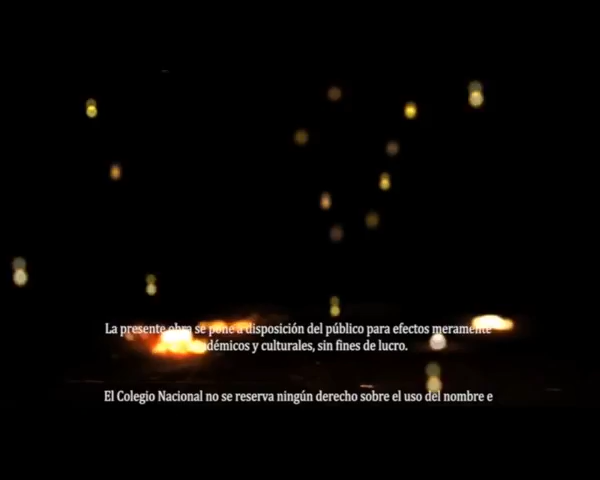 La presente obra se pone a disposición del público para efectos meramente
académicos y culturales, sin fines de lucro.
El Colegio Nacional no se reserva ningún derecho sobre el uso del nombre e